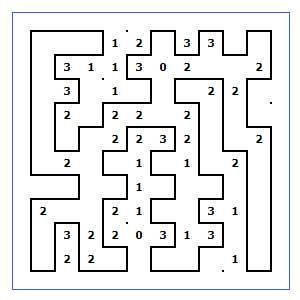 1 2 3 3
3 1 1 3 0 2 2
3 1 2 2
2 2 2 2
2 2 3 2 2
2 1 1 2
1
2 2 1 3 1
3 2 2 0 3 1 3
2 2 1